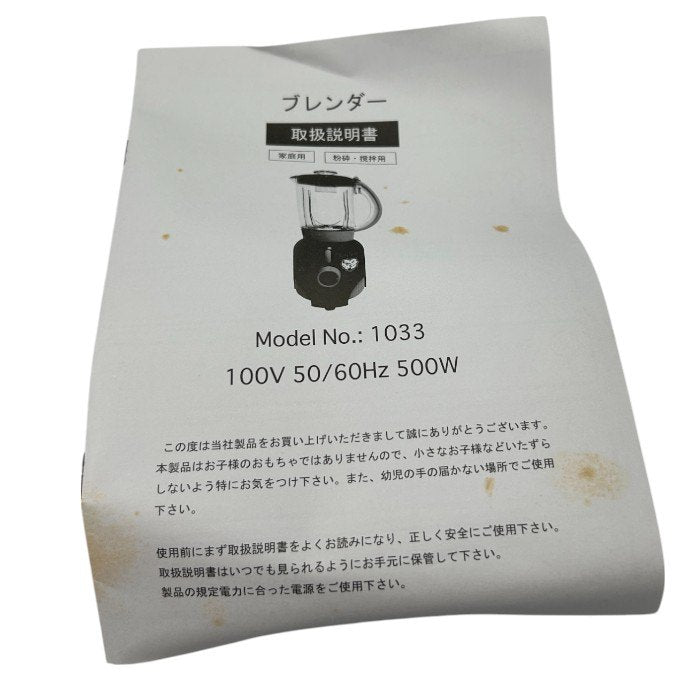 ブレンダー
取扱説明書
家庭用 粉砕・撹拌用
Model No.: 1033
100V 50/60Hz 500W
この度は当社製品をお買い上げいただきまして誠にありがとうございます。
本製品はお子様のおもちゃではありませんので、小さなお子様などいたずら
しないよう特にお気をつけ下さい。また、幼児の手の届かない場所でご使用
下さい。
使用前にまず取扱説明書をよくお読みになり、正しく安全にご使用下さい。
取扱説明書はいつでも見られるようにお手元に保管して下さい。
製品の規定電力に合った電源をご使用下さい。